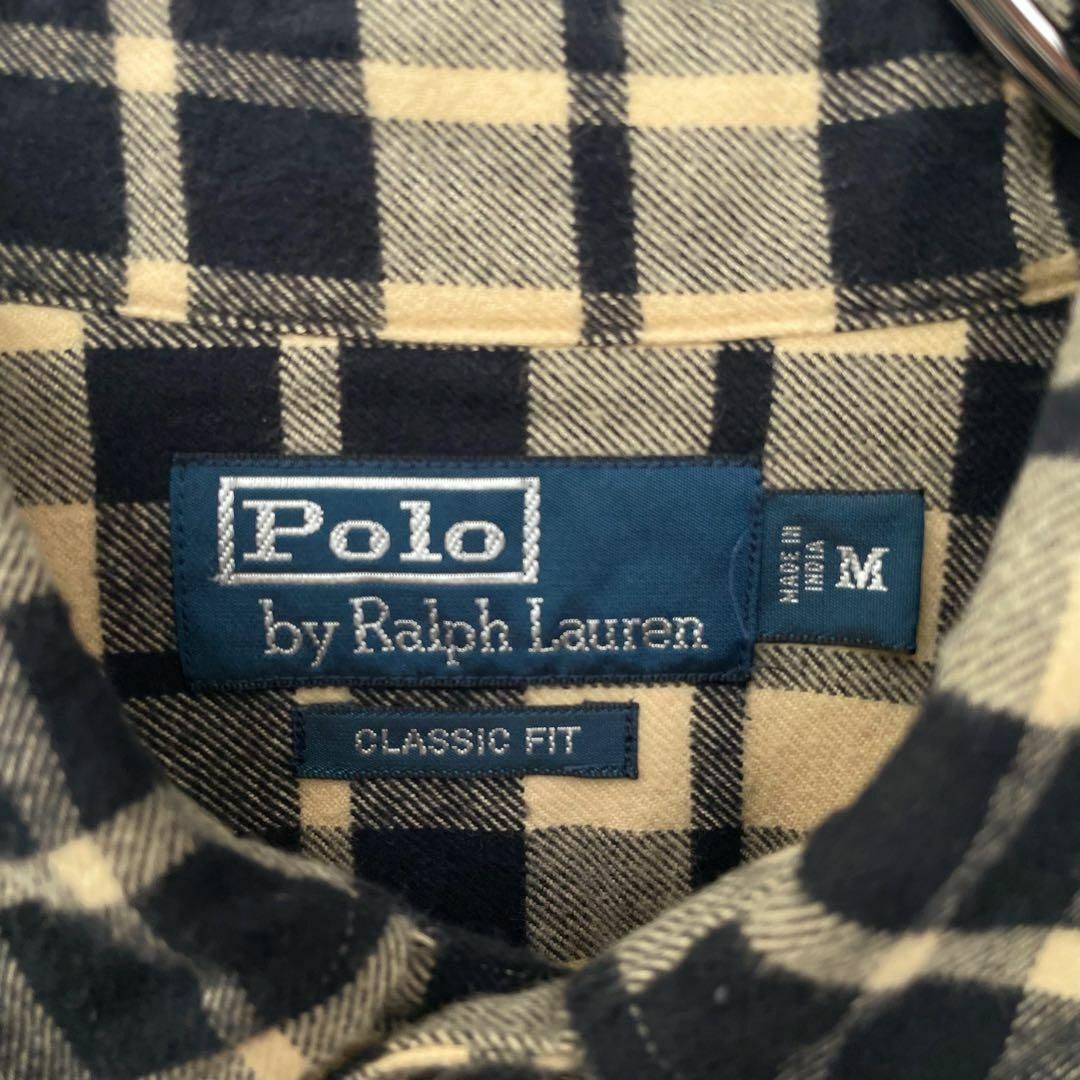 Polo
by Ralph Lauren
MADE IN
INDIA
M
CLASSIC FIT